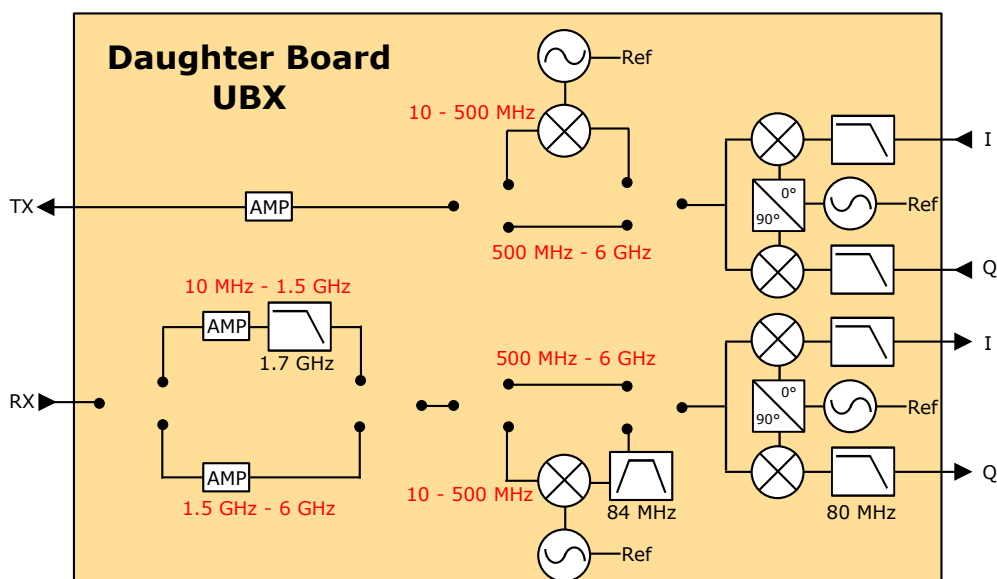 Daughter Board
UBX
Ref
10 - 500 MHz
I
0°
90°
Ref
TX
AMP
500 MHz - 6 GHz
Q
10 MHz - 1.5 GHz
AMP
1.7 GHz
500 MHz - 6 GHz
I
RX
0°
90°
Ref
AMP
1.5 GHz - 6 GHz
10 - 500 MHz
84 MHz
80 MHz
Q
Ref